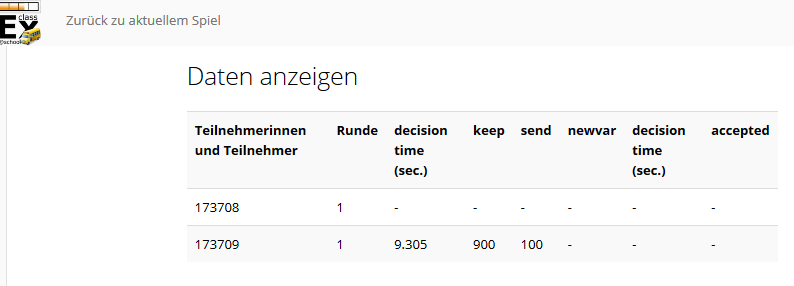 class
EX
@school
Zurück zu aktuellem Spiel
Daten anzeigen
Teilnehmerinnen und Teilnehmer Runde decision time (sec.) keep send newvar decision time (sec.) accepted
173708 1 - - - - - -
173709 1 9.305 900 100 - - -